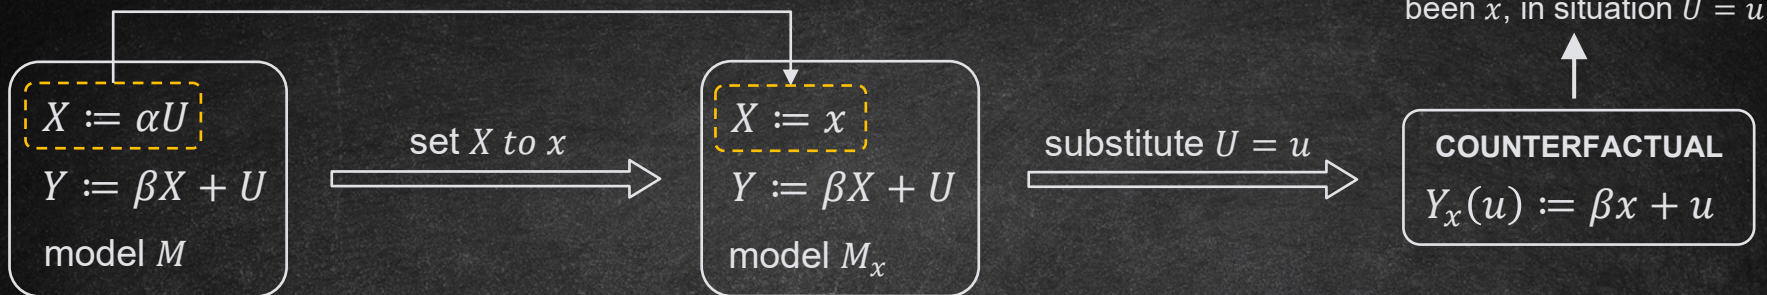 been x, in situation U = u
X ≔ αU
Y ≔ βX + U
model M
set X to x
X ≔ x
Y ≔ βX + U
model Mₓ
substitute U = u
COUNTERFACTUAL
Yₓ(u) ≔ βx + u